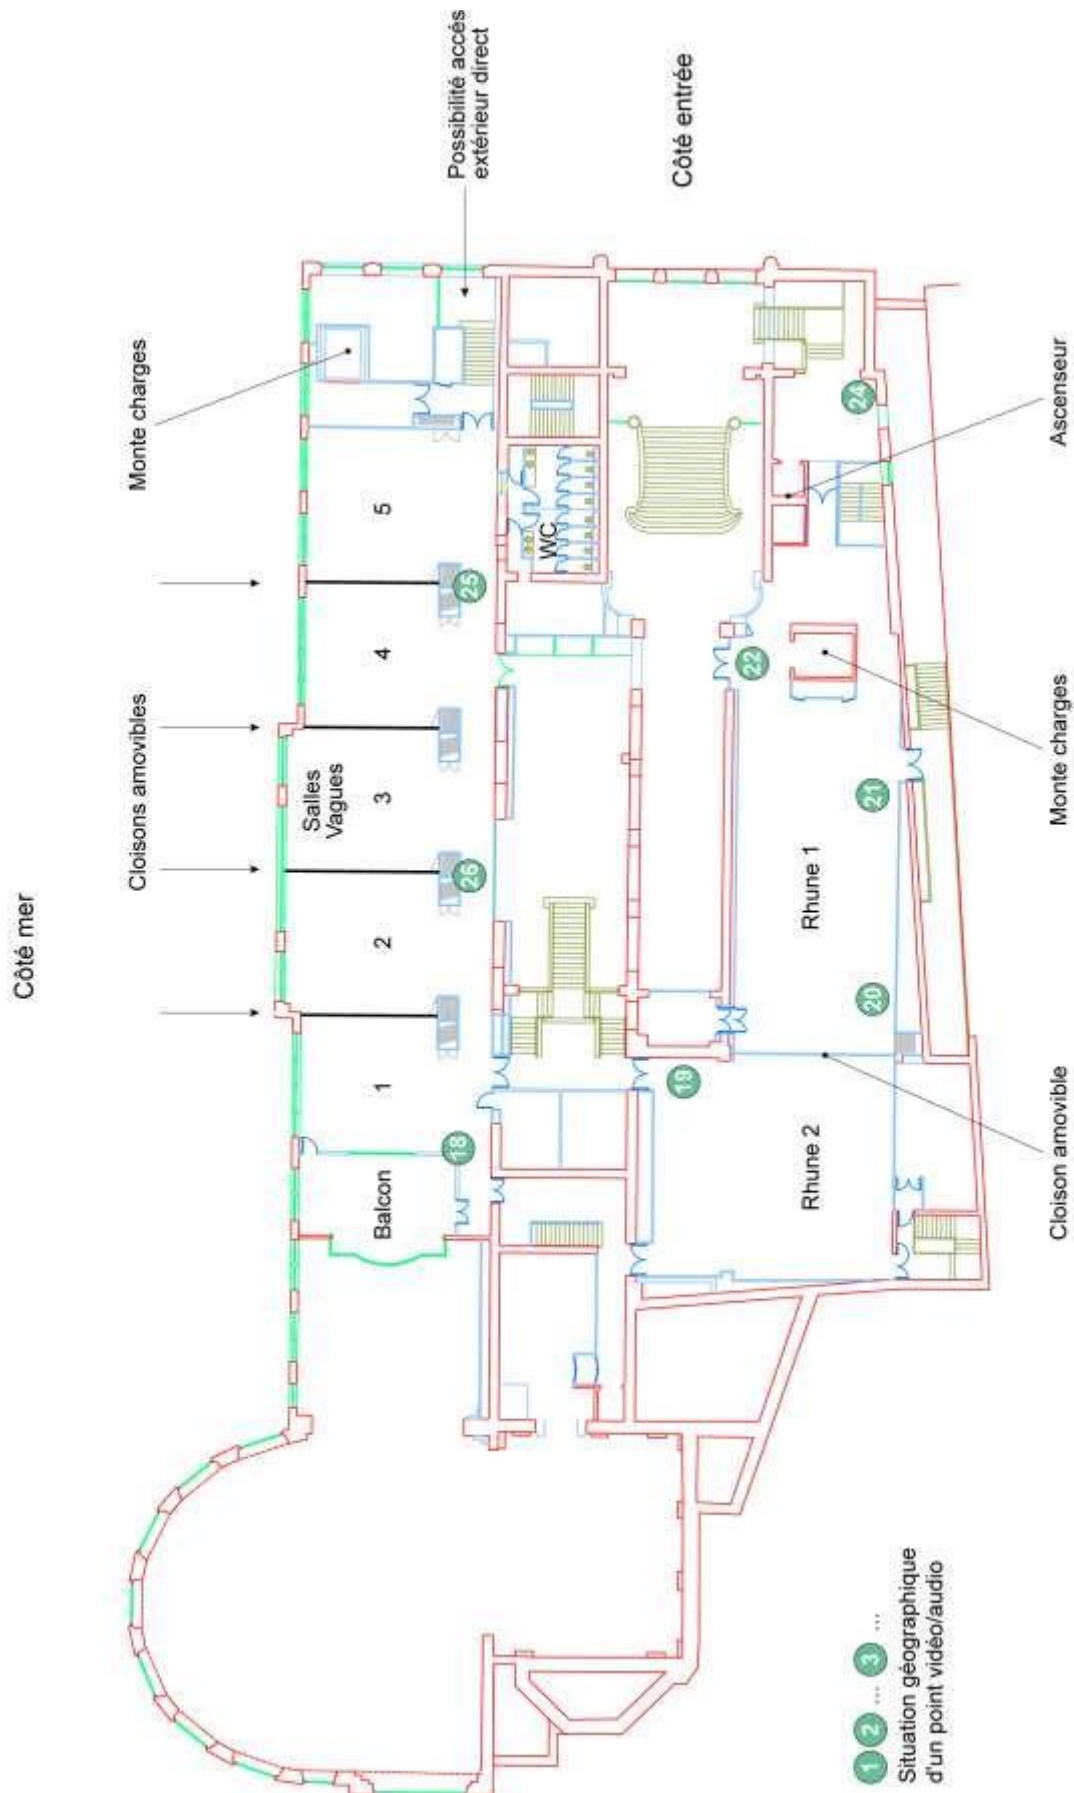 Côté mer
Cloisons amovibles
Monte charges
Possibilité accès
extérieur direct
Côté entrée
Balcon
1
2
Salles
Vagues
3
4
5
18
26
25
WC
19
22
24
Rhune 2
Rhune 1
20
21
Cloison amovible
Monte charges
Ascenseur
1 2 ... 3 ...
Situation géographique
d'un point vidéo/audio